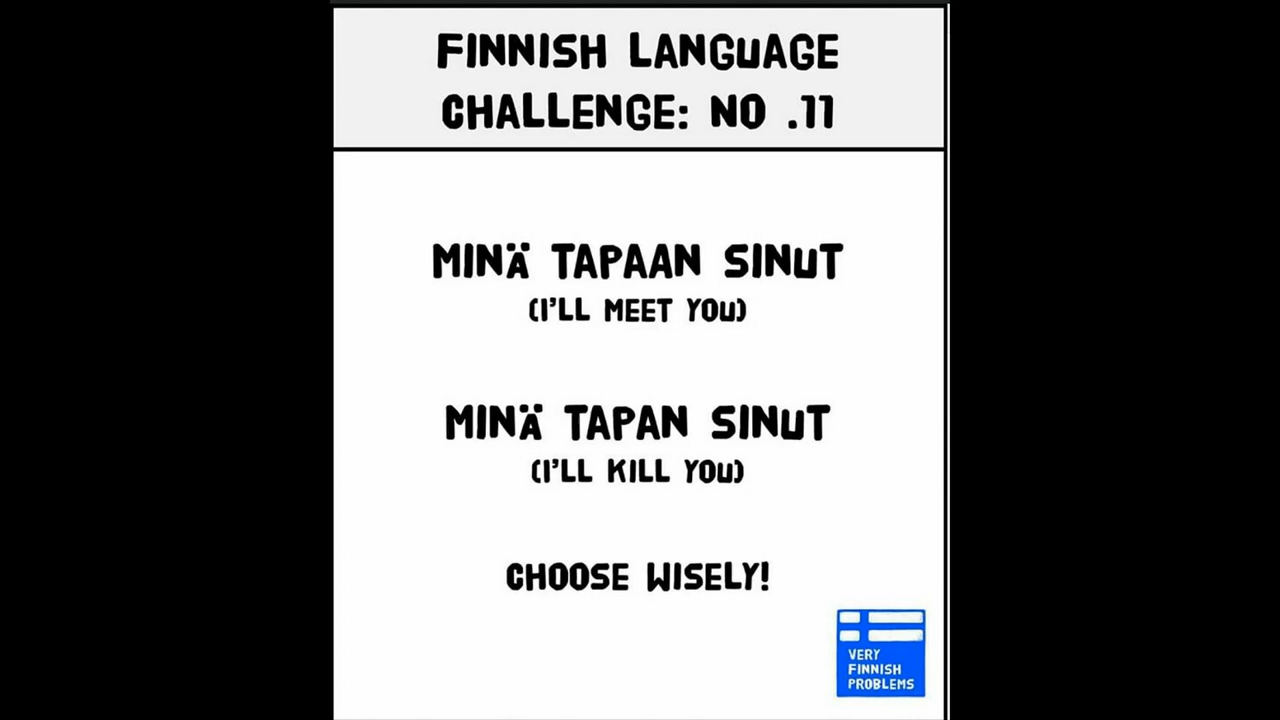 FINNISH LANGUAGE
CHALLENGE: NO .11
MINÄ TAPAAN SINUT
(I'LL MEET YOU)
MINÄ TAPAN SINUT
(I'LL KILL YOU)
CHOOSE WISELY!
VERY
FINNISH
PROBLEMS